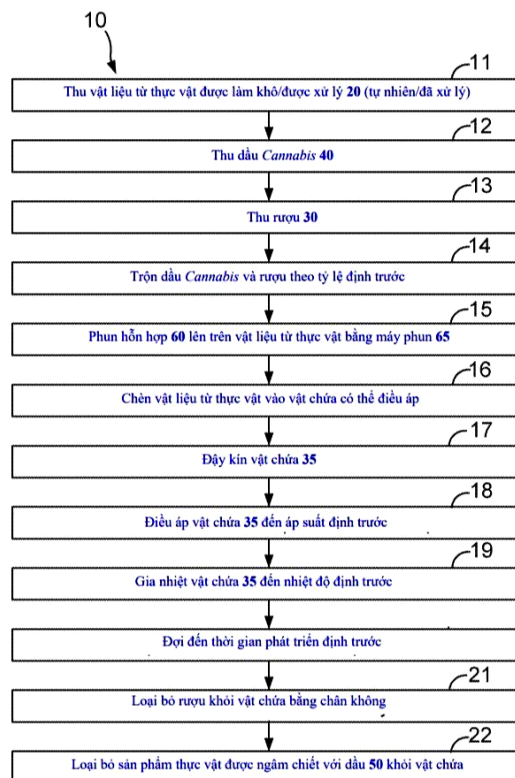 10
11
Thu vật liệu từ thực vật được làm khô/được xử lý 20 (tự nhiên/đã xử lý)
12
Thu dầu Cannabis 40
13
Thu rượu 30
14
Trộn dầu Cannabis và rượu theo tỷ lệ định trước
15
Phun hỗn hợp 60 lên trên vật liệu từ thực vật bằng máy phun 65
16
Chèn vật liệu từ thực vật vào vật chứa có thể điều áp
17
Đậy kín vật chứa 35
18
Điều áp vật chứa 35 đến áp suất định trước
19
Gia nhiệt vật chứa 35 đến nhiệt độ định trước
Đợi đến thời gian phát triển định trước
21
Loại bỏ rượu khỏi vật chứa bằng chân không
22
Loại bỏ sản phẩm thực vật được ngâm chiết với dầu 50 khỏi vật chứa